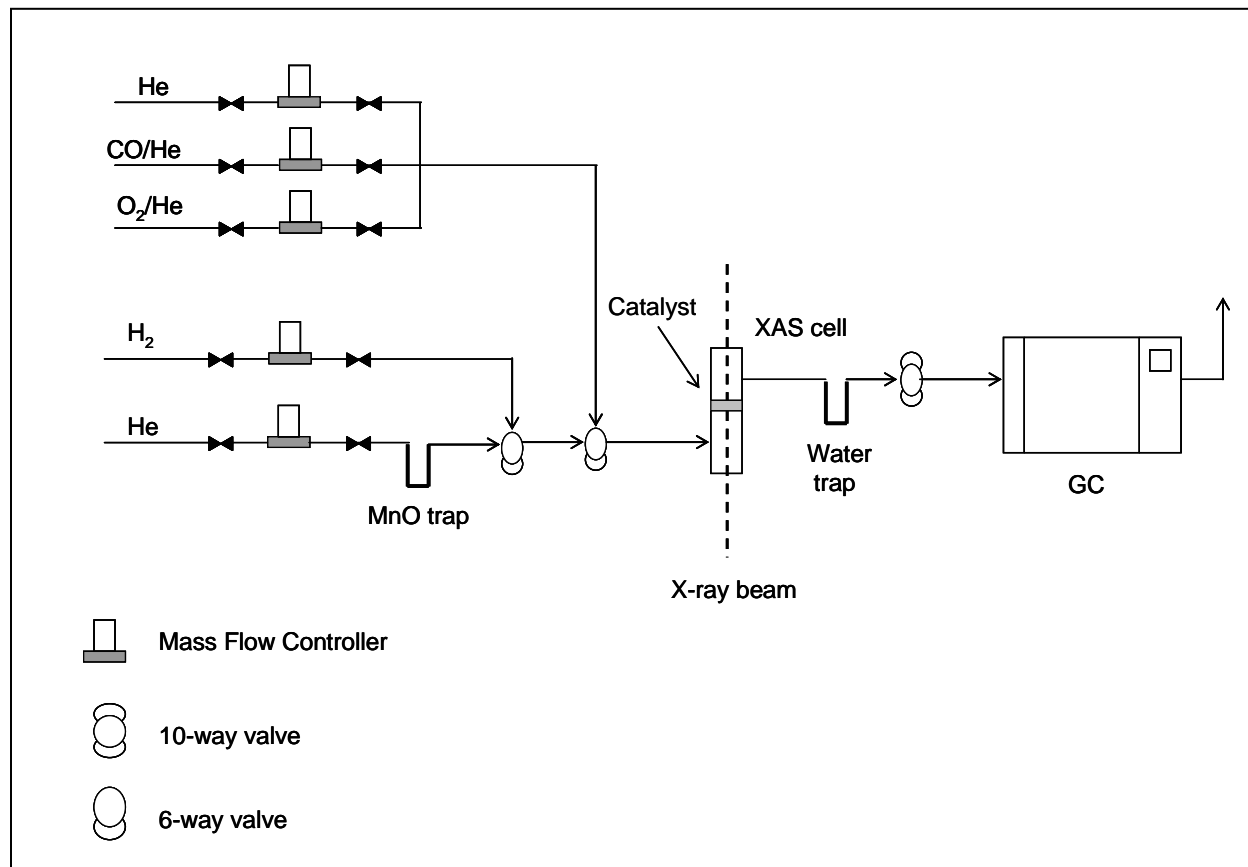 He
CO/He
O₂/He
H₂
He
MnO trap
Catalyst
XAS cell
Water
trap
GC
X-ray beam
Mass Flow Controller
10-way valve
6-way valve